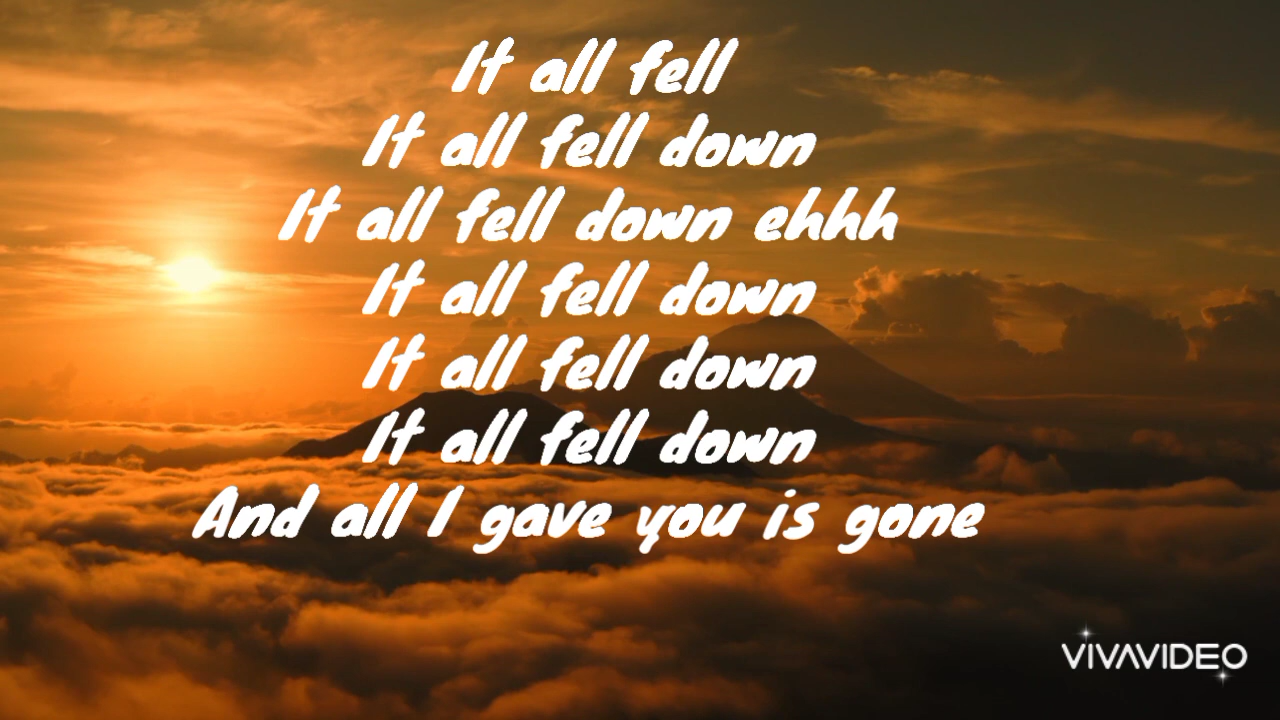 It all fell
It all fell down
It all fell down ehhh
It all fell down
It all fell down
It all fell down
And all I gave you is gone
VIVAVIDEO